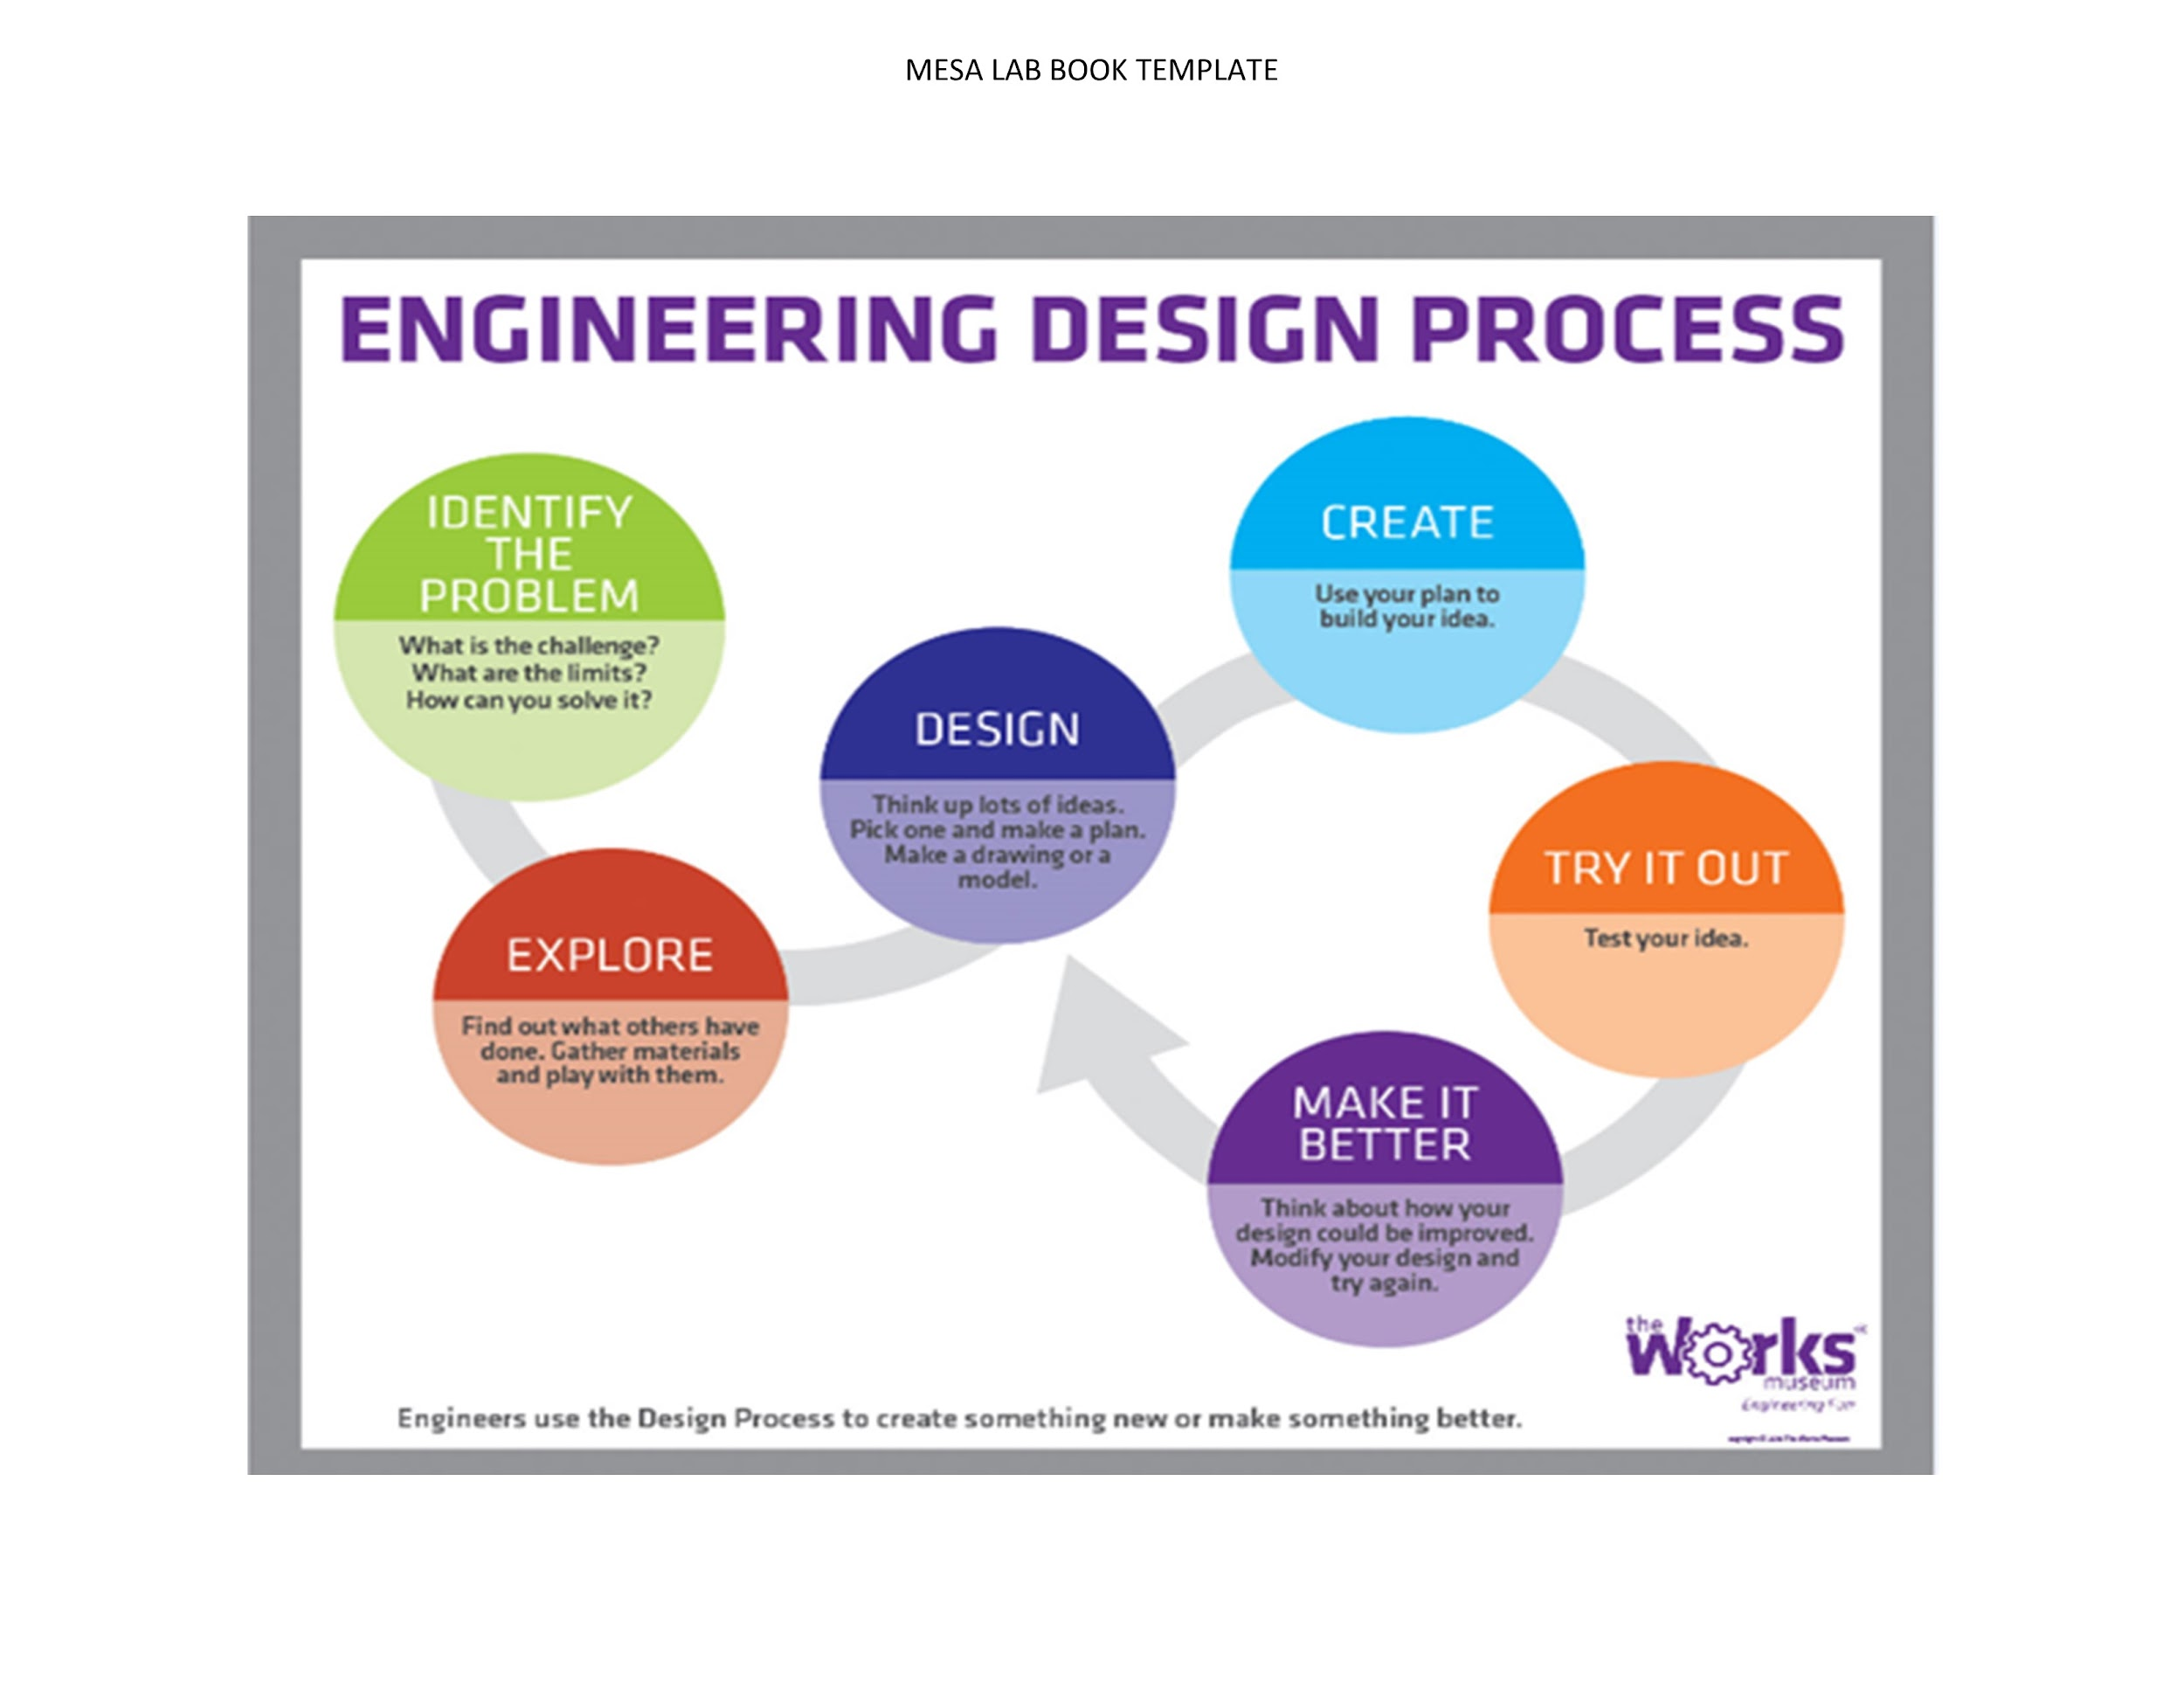 MESA LAB BOOK TEMPLATE
ENGINEERING DESIGN PROCESS
IDENTIFY
THE
PROBLEM
What is the challenge?
What are the limits?
How can you solve it?
EXPLORE
Find out what others have
done. Gather materials
and play with them.
DESIGN
Think up lots of ideas.
Pick one and make a plan.
Make a drawing or a
model.
CREATE
Use your plan to
build your idea.
TRY IT OUT
Test your idea.
MAKE IT
BETTER
Think about how your
design could be improved.
Modify your design and
try again.
the
Works
museum
Engineering Fun
Engineers use the Design Process to create something new or make something better.